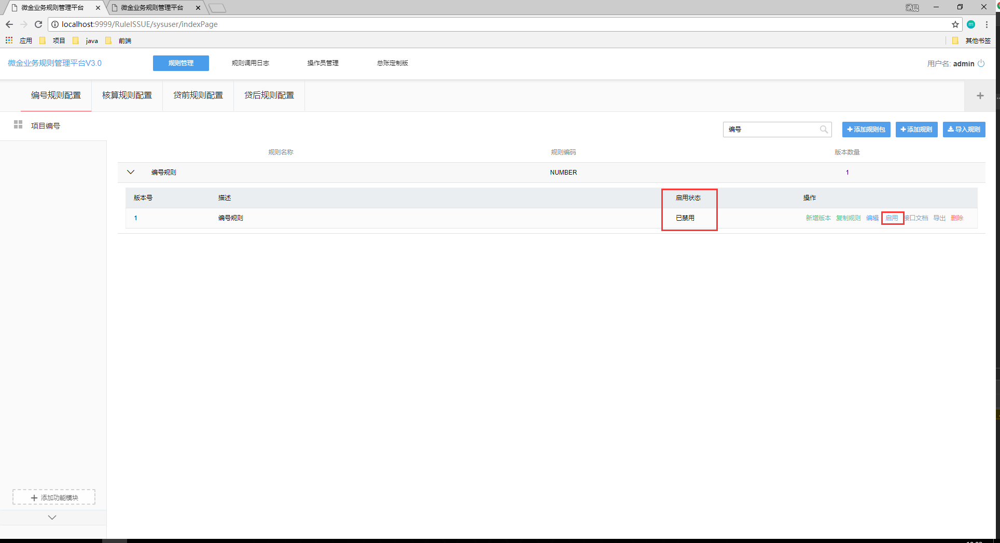 微金业务规则管理平台 微金业务规则管理平台 涵晨
localhost:9999/RuleISSUE/sysuser/indexPage m
应用 项目 java 前端 其他书签
微金业务规则管理平台V3.0 规则管理 规则调用日志 操作员管理 总账定制版 用户名: admin
编号规则配置 核算规则配置 贷前规则配置 贷后规则配置
项目编号 编号 添加规则包 添加规则 导入规则
规则名称 规则编码 版本数量
编号规则 NUMBER 1
版本号 描述 启用状态 操作
1 编号规则 已禁用 新增版本 复制规则 编辑 启用 接口文档 导出 删除
添加功能模块